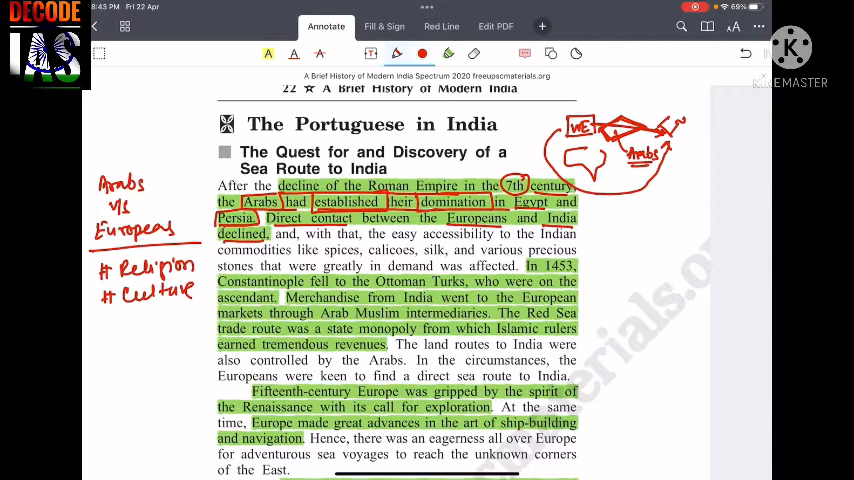 DECODE
IAS
8:43 PM Fri 22 Apr
69%
Annotate
Fill & Sign
Red Line
Edit PDF
A Brief History of Modern India Spectrum 2020 freeupscmaterials.org
KINEMASTER
22 ★ A Brief History of Modern India
The Portuguese in India
The Quest for and Discovery of a
Sea Route to India
After the decline of the Roman Empire in the 7th century,
the Arabs had established their domination in Egypt and
Persia. Direct contact between the Europeans and India
declined, and, with that, the easy accessibility to the Indian
commodities like spices, calicoes, silk, and various precious
stones that were greatly in demand was affected. In 1453,
Constantinople fell to the Ottoman Turks, who were on the
ascendant. Merchandise from India went to the European
markets through Arab Muslim intermediaries. The Red Sea
trade route was a state monopoly from which Islamic rulers
earned tremendous revenues. The land routes to India were
also controlled by the Arabs. In the circumstances, the
Europeans were keen to find a direct sea route to India.
Fifteenth-century Europe was gripped by the spirit of
the Renaissance with its call for exploration. At the same
time, Europe made great advances in the art of ship-building
and navigation. Hence, there was an eagerness all over Europe
for adventurous sea voyages to reach the unknown corners
of the East.
Arabs
v/s
Europeans
# Religion
# Culture
WE
Arabs
materials.org